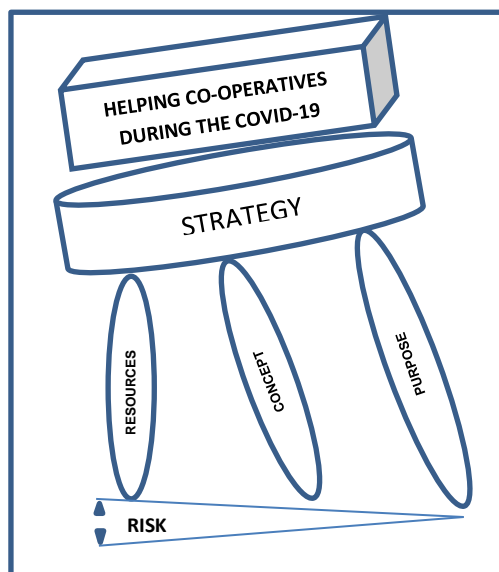 HELPING CO-OPERATIVES
DURING THE COVID-19
STRATEGY
RESOURCES
CONCEPT
PURPOSE
RISK